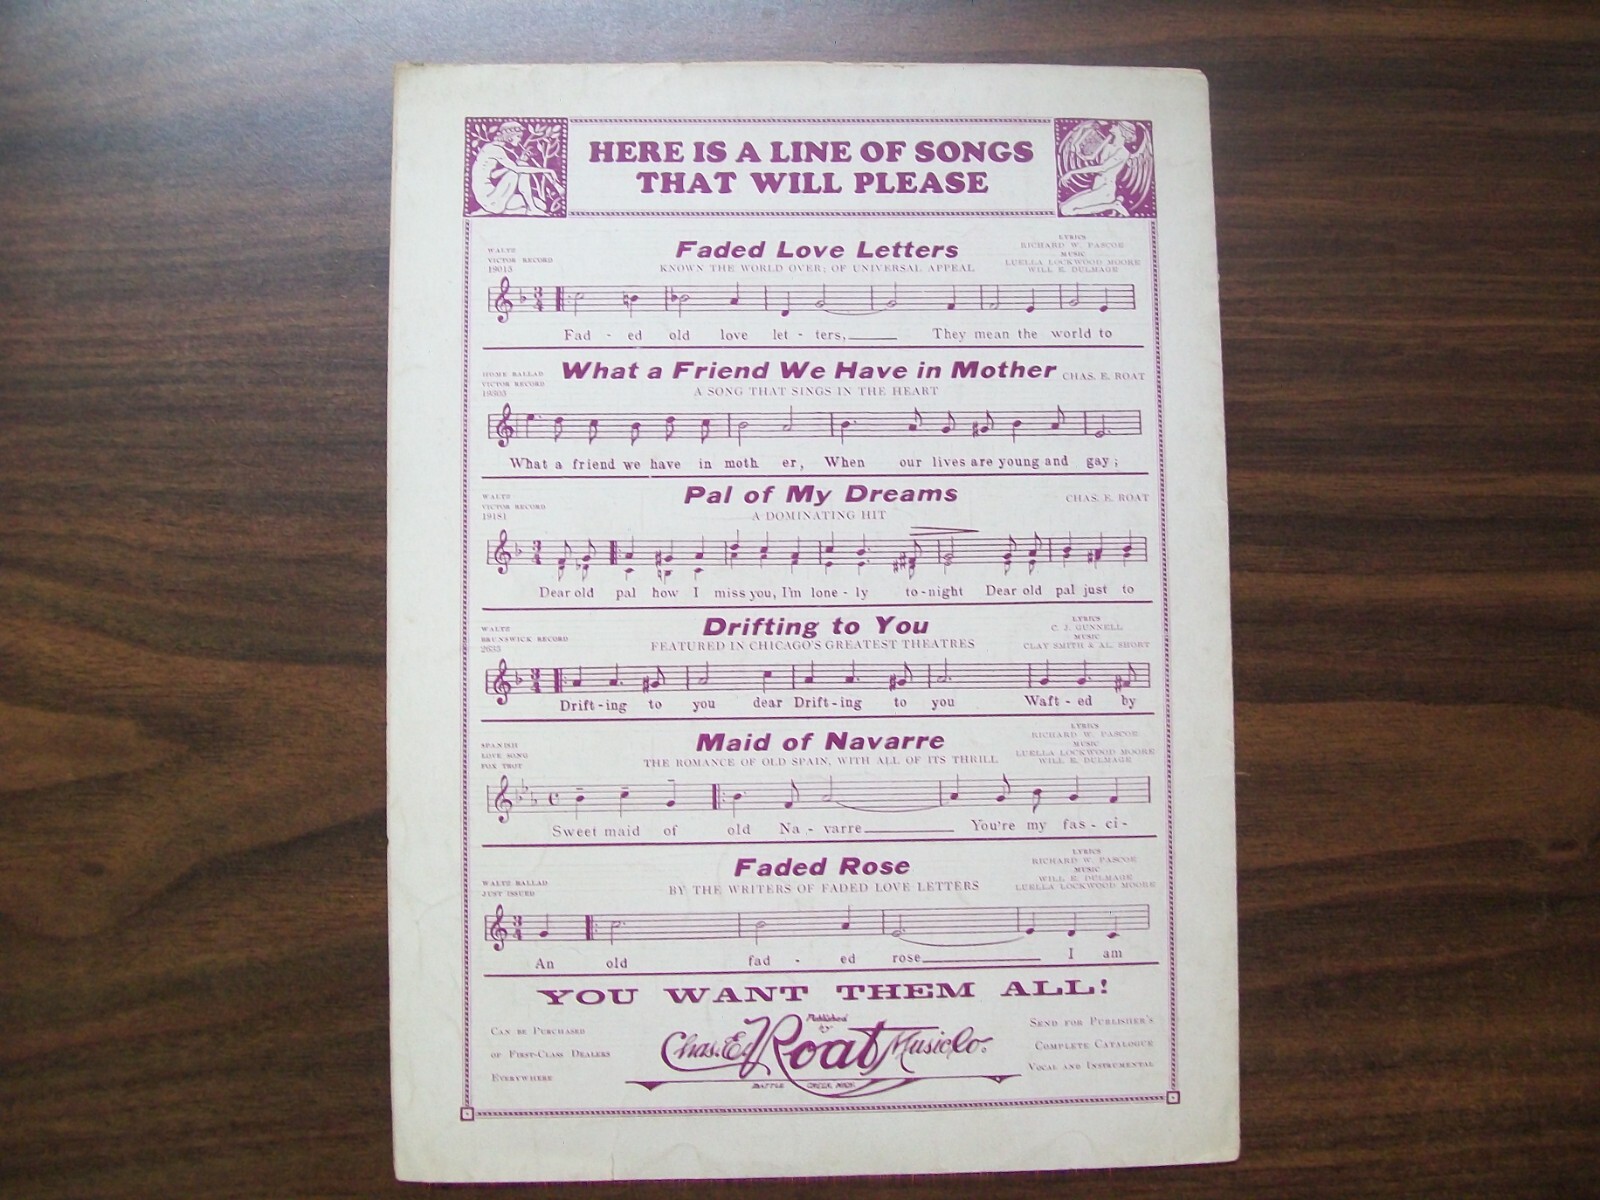 HERE IS A LINE OF SONGS
THAT WILL PLEASE
WALTZ
VICTOR RECORD
19015
Faded Love Letters
KNOWN THE WORLD OVER; OF UNIVERSAL APPEAL
LYRICS
RICHARD W. PASCOE
MUSIC
LUELLA LOCKWOOD MOORE
WILL E. DULMAGE
Fad - ed old love let - ters, They mean the world to
HOME BALLAD
VICTOR RECORD
What a Friend We Have in Mother
CHAS. E. ROAT
A SONG THAT SINGS IN THE HEART
What a friend we have in moth er, When our lives are young and gay;
WALTZ
VICTOR RECORD
19181
Pal of My Dreams
CHAS. E. ROAT
A DOMINATING HIT
Dear old pal how I miss you, I'm lone - ly to-night Dear old pal just to
WALTZ
BRUNSWICK RECORD
2633
Drifting to You
FEATURED IN CHICAGO'S GREATEST THEATRES
LYRICS
C. J. GUNNELL
MUSIC
CLAY SMITH & AL. SHORT
Drift-ing to you dear Drift-ing to you Waft-ed by
SPANISH
LOVE SONG
FOX TROT
Maid of Navarre
THE ROMANCE OF OLD SPAIN, WITH ALL OF ITS THRILL
LYRICS
RICHARD W. PASCOE
MUSIC
LUELLA LOCKWOOD MOORE
WILL E. DULMAGE
Sweet maid of old Na - varre You're my fas - ci -
WALTZ BALLAD
JUST ISSUED
Faded Rose
BY THE WRITERS OF FADED LOVE LETTERS
LYRICS
RICHARD W. PASCOE
MUSIC
WILL E. DULMAGE
LUELLA LOCKWOOD MOORE
An old fad - ed rose I am
YOU WANT THEM ALL!
Can be Purchased
of First-Class Dealers
Everywhere
Published
by
Chas. E. Roat Music Co.
BATTLE CREEK, MICH.
Send for Publisher's
Complete Catalogue
Vocal and Instrumental